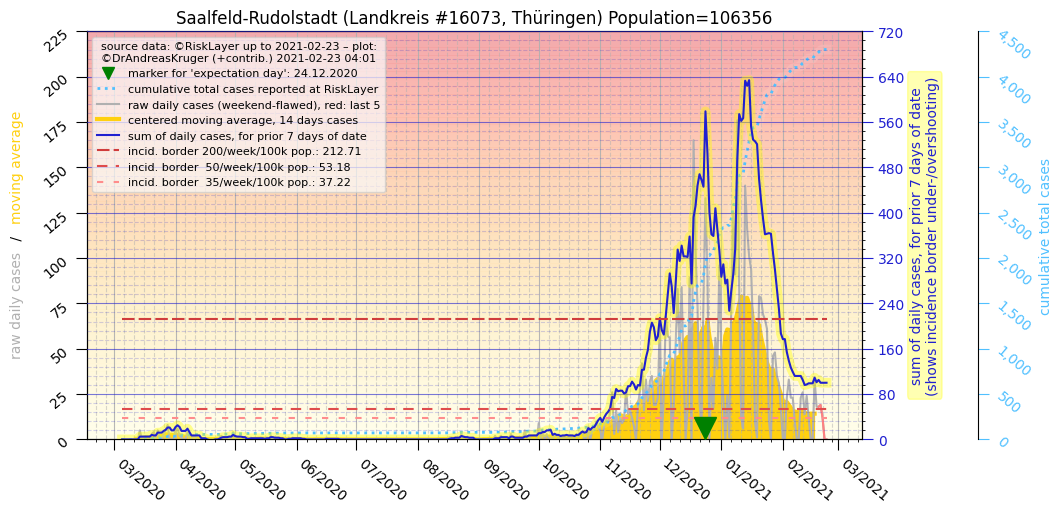 Saalfeld-Rudolstadt (Landkreis #16073, Thüringen) Population=106356
source data: ©RiskLayer up to 2021-02-23 – plot:
©DrAndreasKruger (+contrib.) 2021-02-23 04:01
marker for 'expectation day': 24.12.2020
cumulative total cases reported at RiskLayer
raw daily cases (weekend-flawed), red: last 5
centered moving average, 14 days cases
sum of daily cases, for prior 7 days of date
incid. border 200/week/100k pop.: 212.71
incid. border  50/week/100k pop.: 53.18
incid. border  35/week/100k pop.: 37.22
raw daily cases / moving average
225
200
175
150
125
100
75
50
25
0
03/2020
04/2020
05/2020
06/2020
07/2020
08/2020
09/2020
10/2020
11/2020
12/2020
01/2021
02/2021
03/2021
720
640
560
480
400
320
240
160
80
0
sum of daily cases, for prior 7 days of date
(shows incidence border under-/overshooting)
4,500
4,000
3,500
3,000
2,500
2,000
1,500
1,000
500
0
cumulative total cases